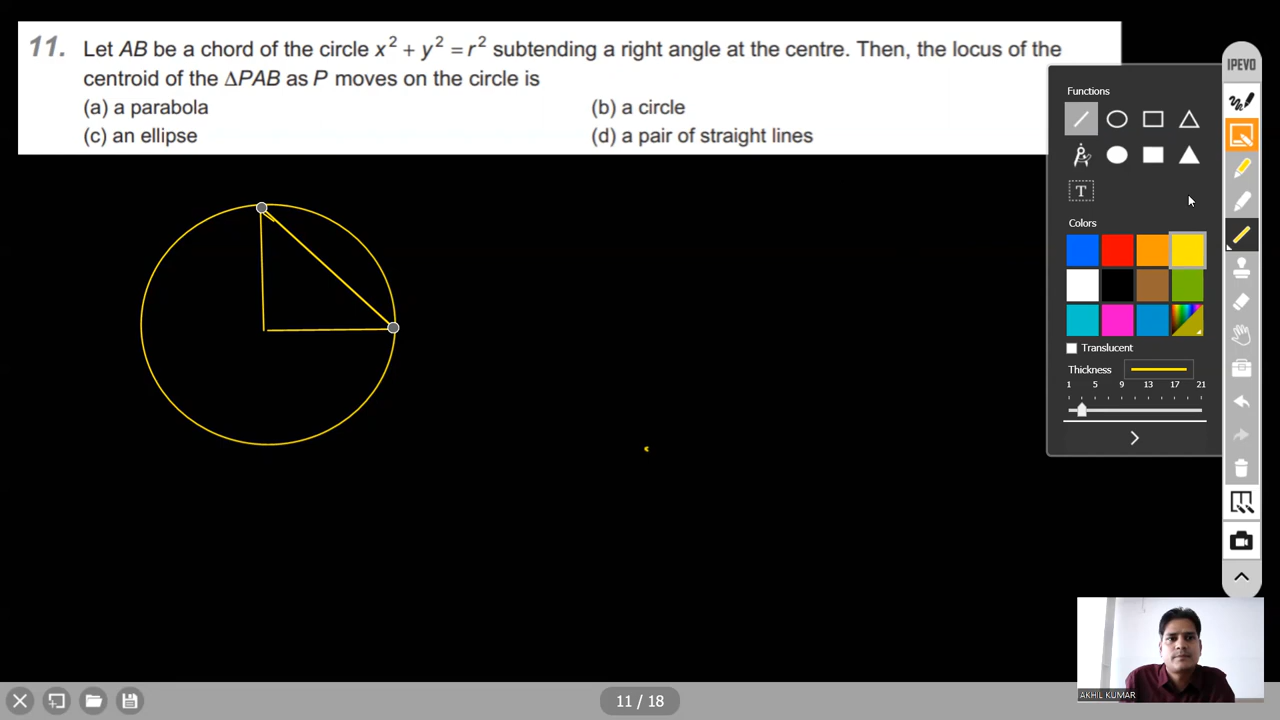 11. Let AB be a chord of the circle x² + y² = r² subtending a right angle at the centre. Then, the locus of the
centroid of the ΔPAB as P moves on the circle is
(a) a parabola (b) a circle
(c) an ellipse (d) a pair of straight lines
IPEVO
Functions
T
Colors
Translucent
Thickness
1 5 9 13 17 21
AKHIL KUMAR
11 / 18